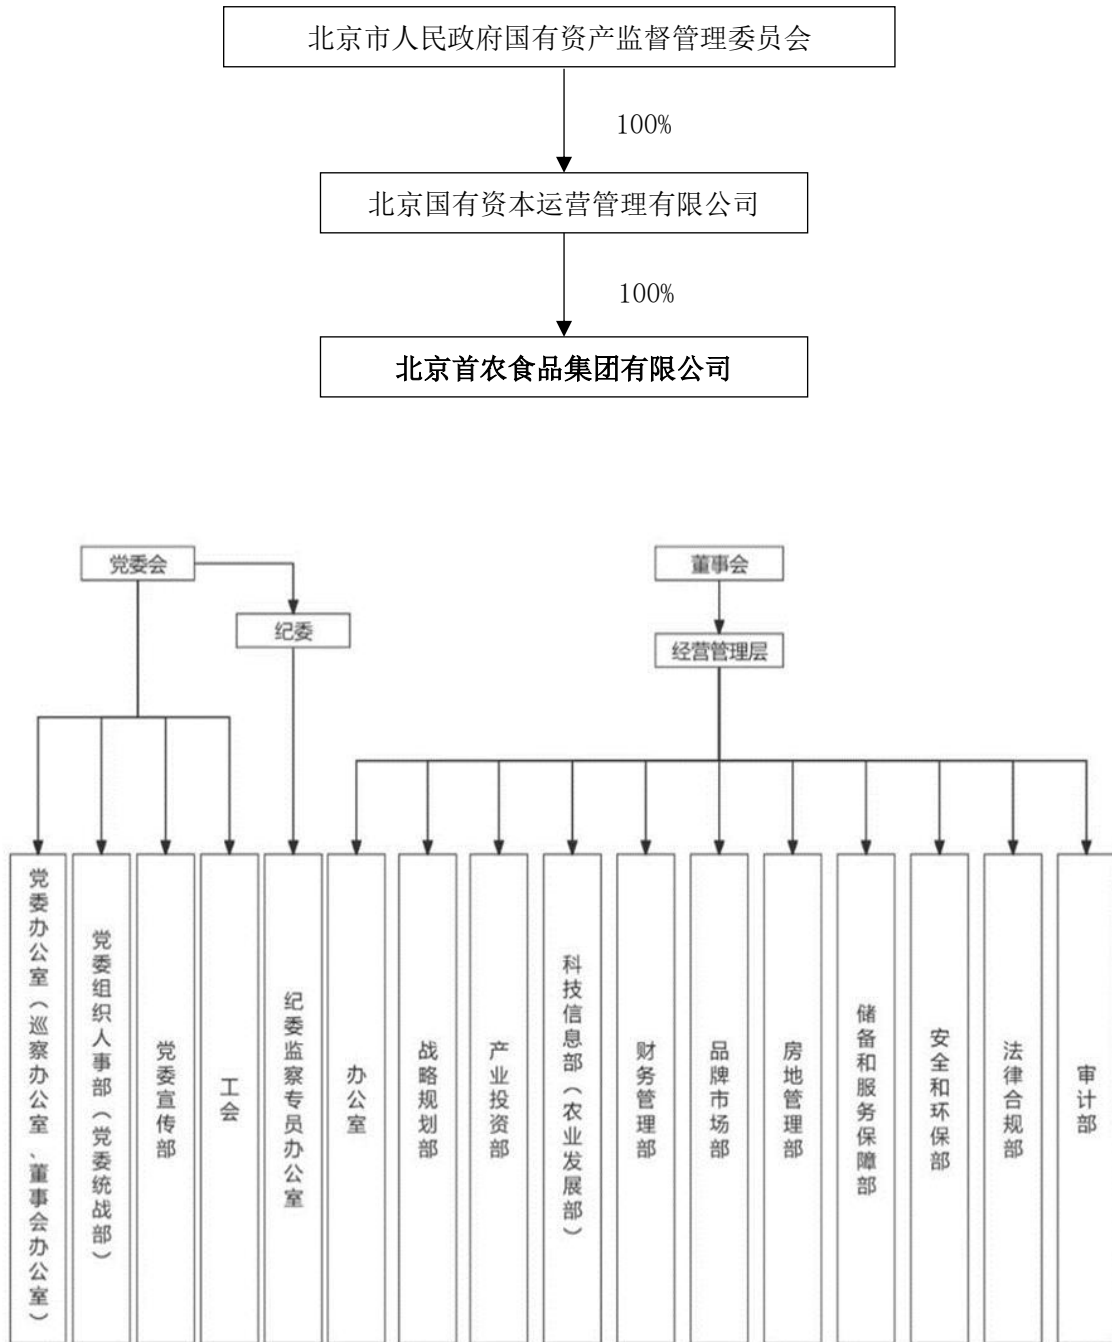 北京市人民政府国有资产监督管理委员会
100%
北京国有资本运营管理有限公司
100%
北京首农食品集团有限公司
党委会
董事会
纪委
经营管理层
党委办公室（巡察办公室、董事会办公室）
党委组织人事部（党委统战部）
党委宣传部
工会
纪委监察专员办公室
办公室
战略规划部
产业投资部
科技信息部（农业发展部）
财务管理部
品牌市场部
房地管理部
储备和服务保障部
安全和环保部
法律合规部
审计部